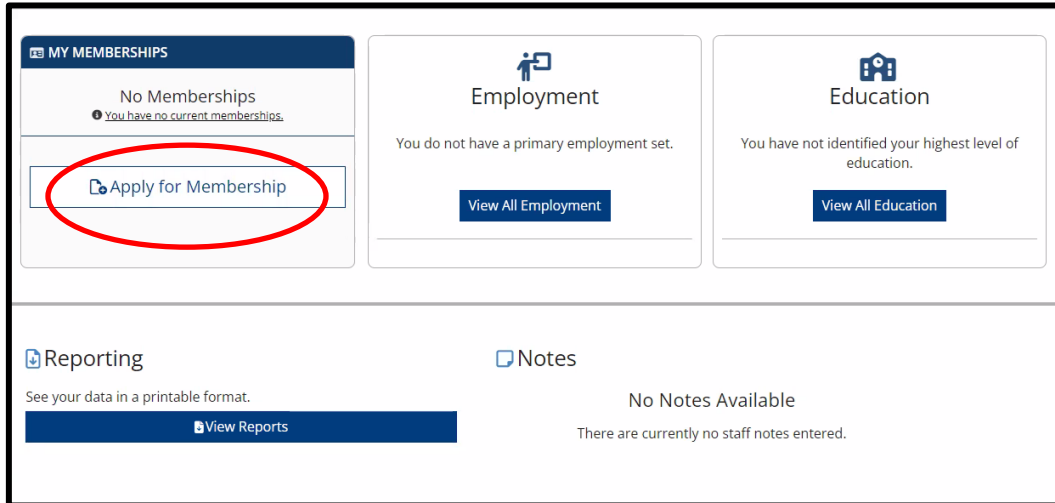 MY MEMBERSHIPS
No Memberships
You have no current memberships.
Apply for Membership
Employment
You do not have a primary employment set.
View All Employment
Education
You have not identified your highest level of
education.
View All Education
Reporting
See your data in a printable format.
View Reports
Notes
No Notes Available
There are currently no staff notes entered.